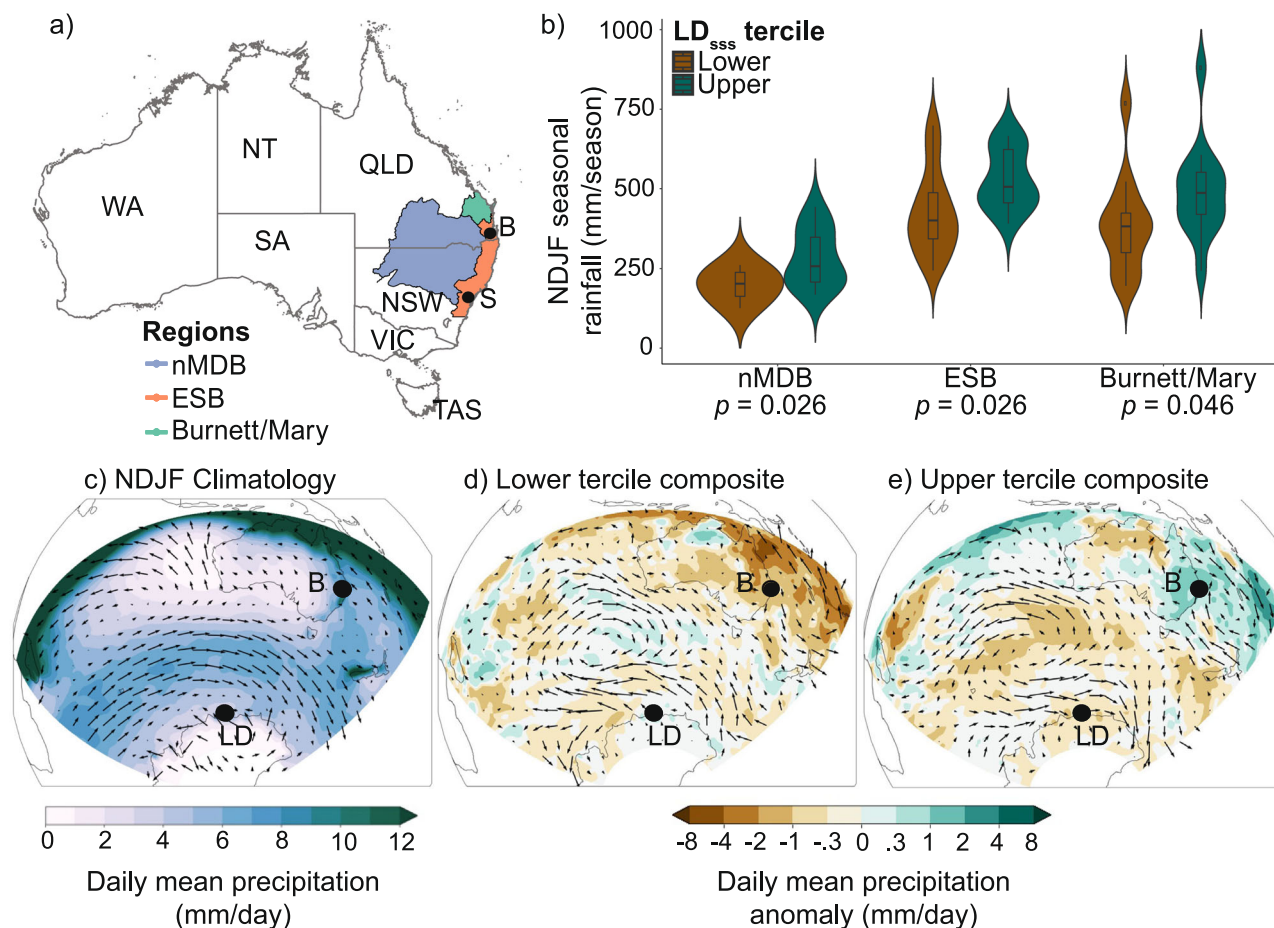 a)
NT
QLD
WA
SA
B
NSW
S
VIC
TAS
Regions
nMDB
ESB
Burnett/Mary
b)
LDsss tercile
Lower
Upper
NDJF seasonal
rainfall (mm/season)
1000
750
500
250
0
nMDB
p = 0.026
ESB
p = 0.026
Burnett/Mary
p = 0.046
c) NDJF Climatology
B
LD
0 2 4 6 8 10 12
Daily mean precipitation
(mm/day)
d) Lower tercile composite
B
LD
e) Upper tercile composite
B
LD
-8 -4 -2 -1 -.3 0 .3 1 2 4 8
Daily mean precipitation
anomaly (mm/day)